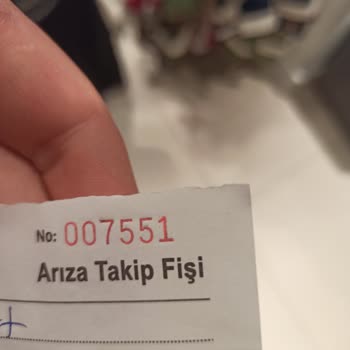 No: 007551
Arıza Takip Fişi